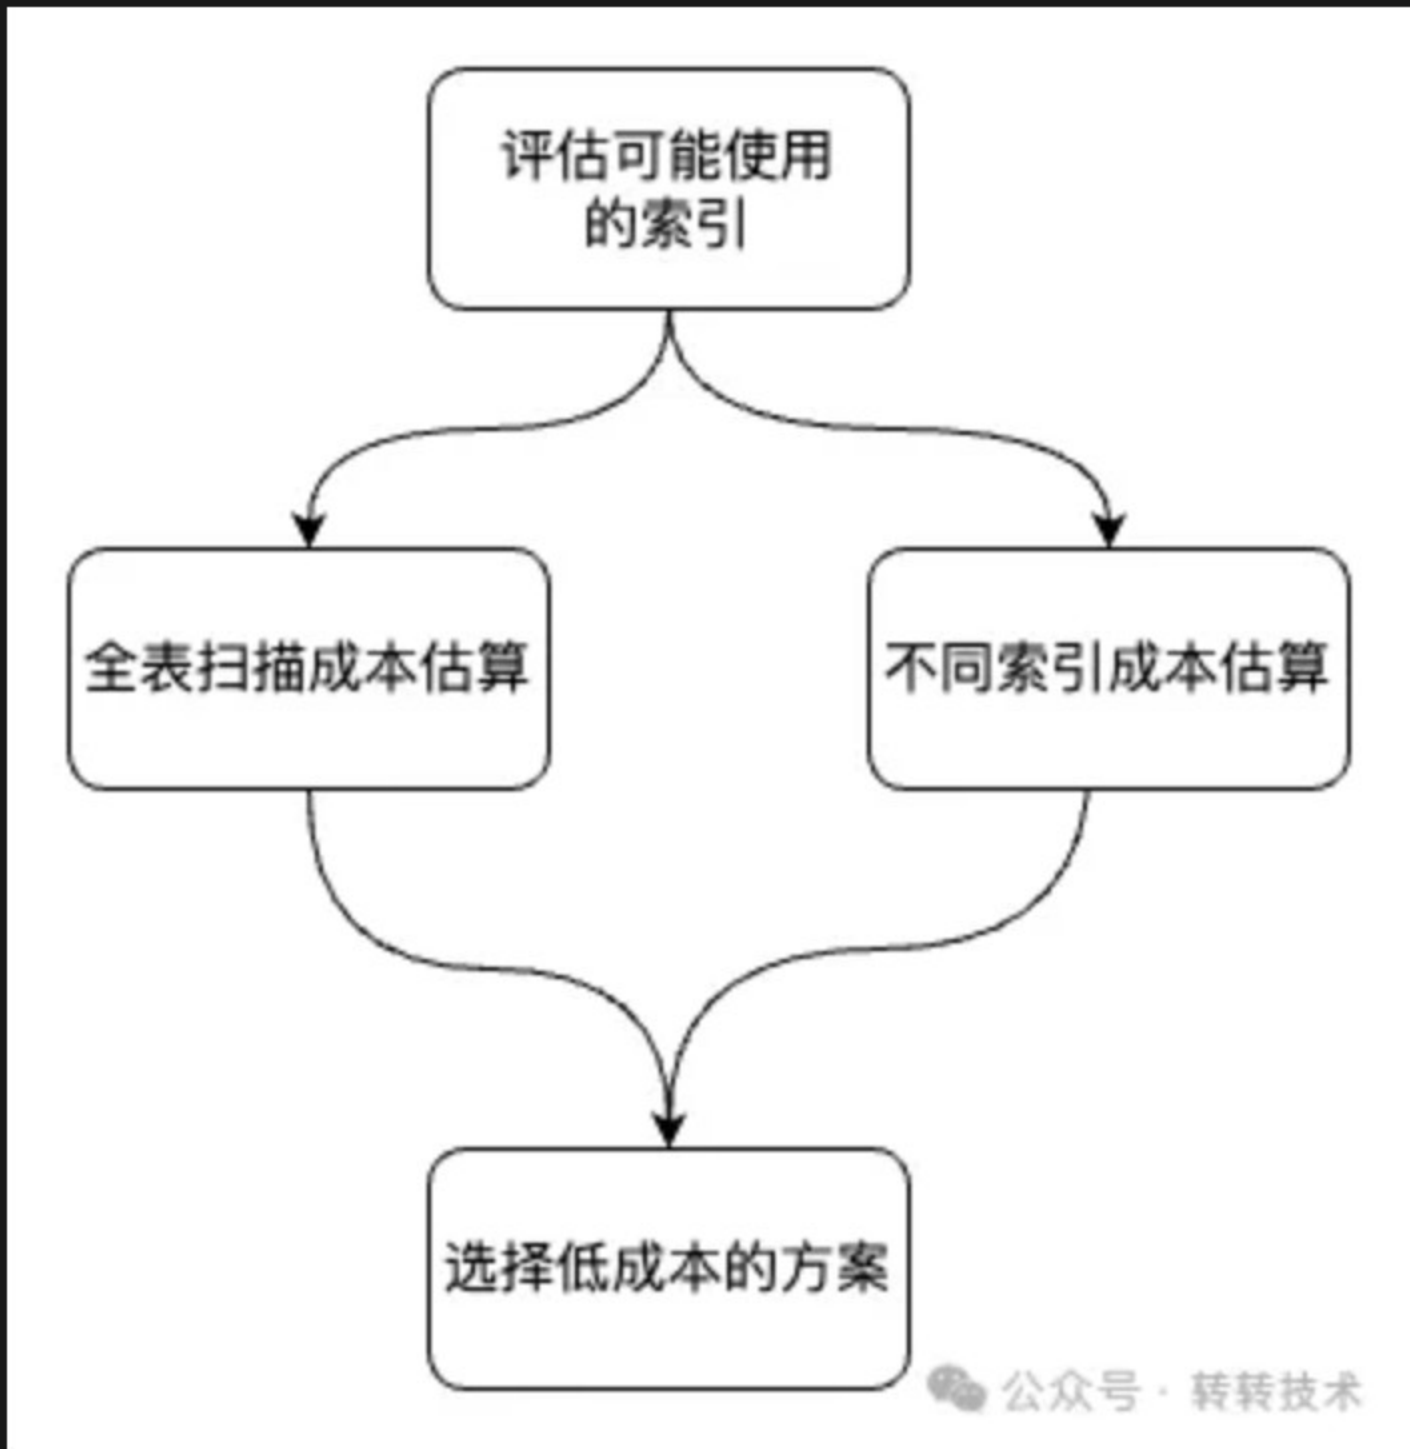 评估可能使用
的索引
全表扫描成本估算
不同索引成本估算
选择低成本的方案
公众号 · 转转技术